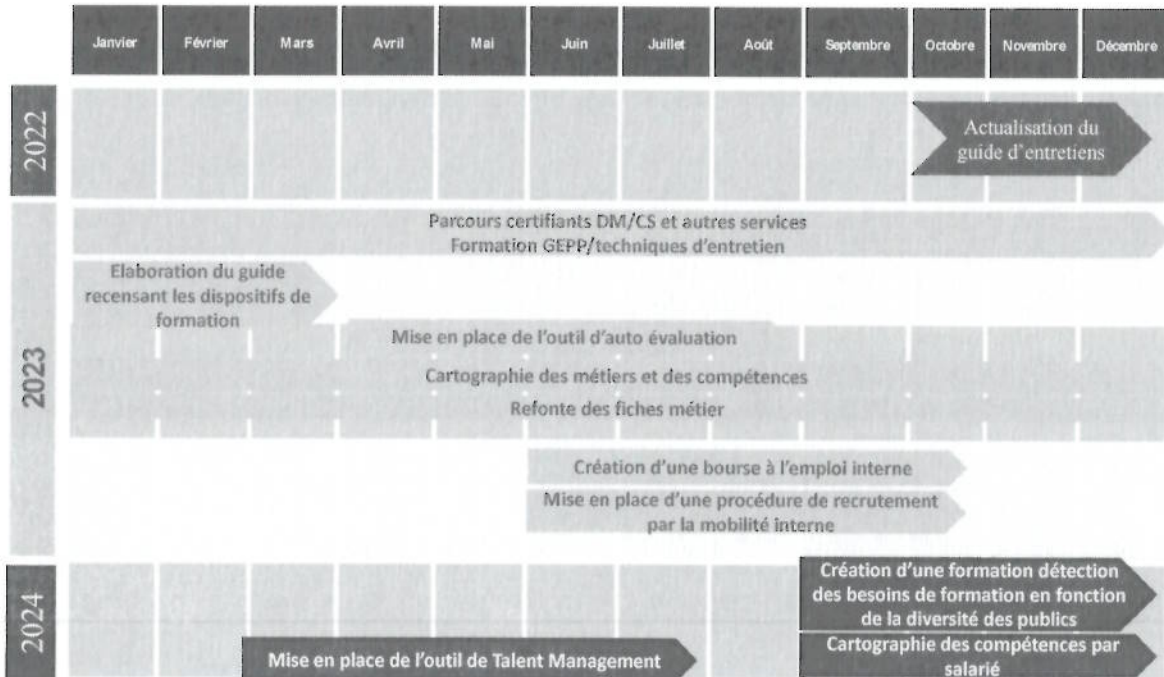 Janvier Février Mars Avril Mai Juin Juillet Août Septembre Octobre Novembre Décembre
2022
Actualisation du
guide d'entretiens
2023
Parcours certifiants DM/CS et autres services
Formation GEPP/techniques d'entretien
Elaboration du guide
recensant les dispositifs de
formation
Mise en place de l'outil d'auto évaluation
Cartographie des métiers et des compétences
Refonte des fiches métier
Création d'une bourse à l'emploi interne
Mise en place d'une procédure de recrutement
par la mobilité interne
2024
Création d'une formation détection
des besoins de formation en fonction
de la diversité des publics
Mise en place de l'outil de Talent Management
Cartographie des compétences par
salarié